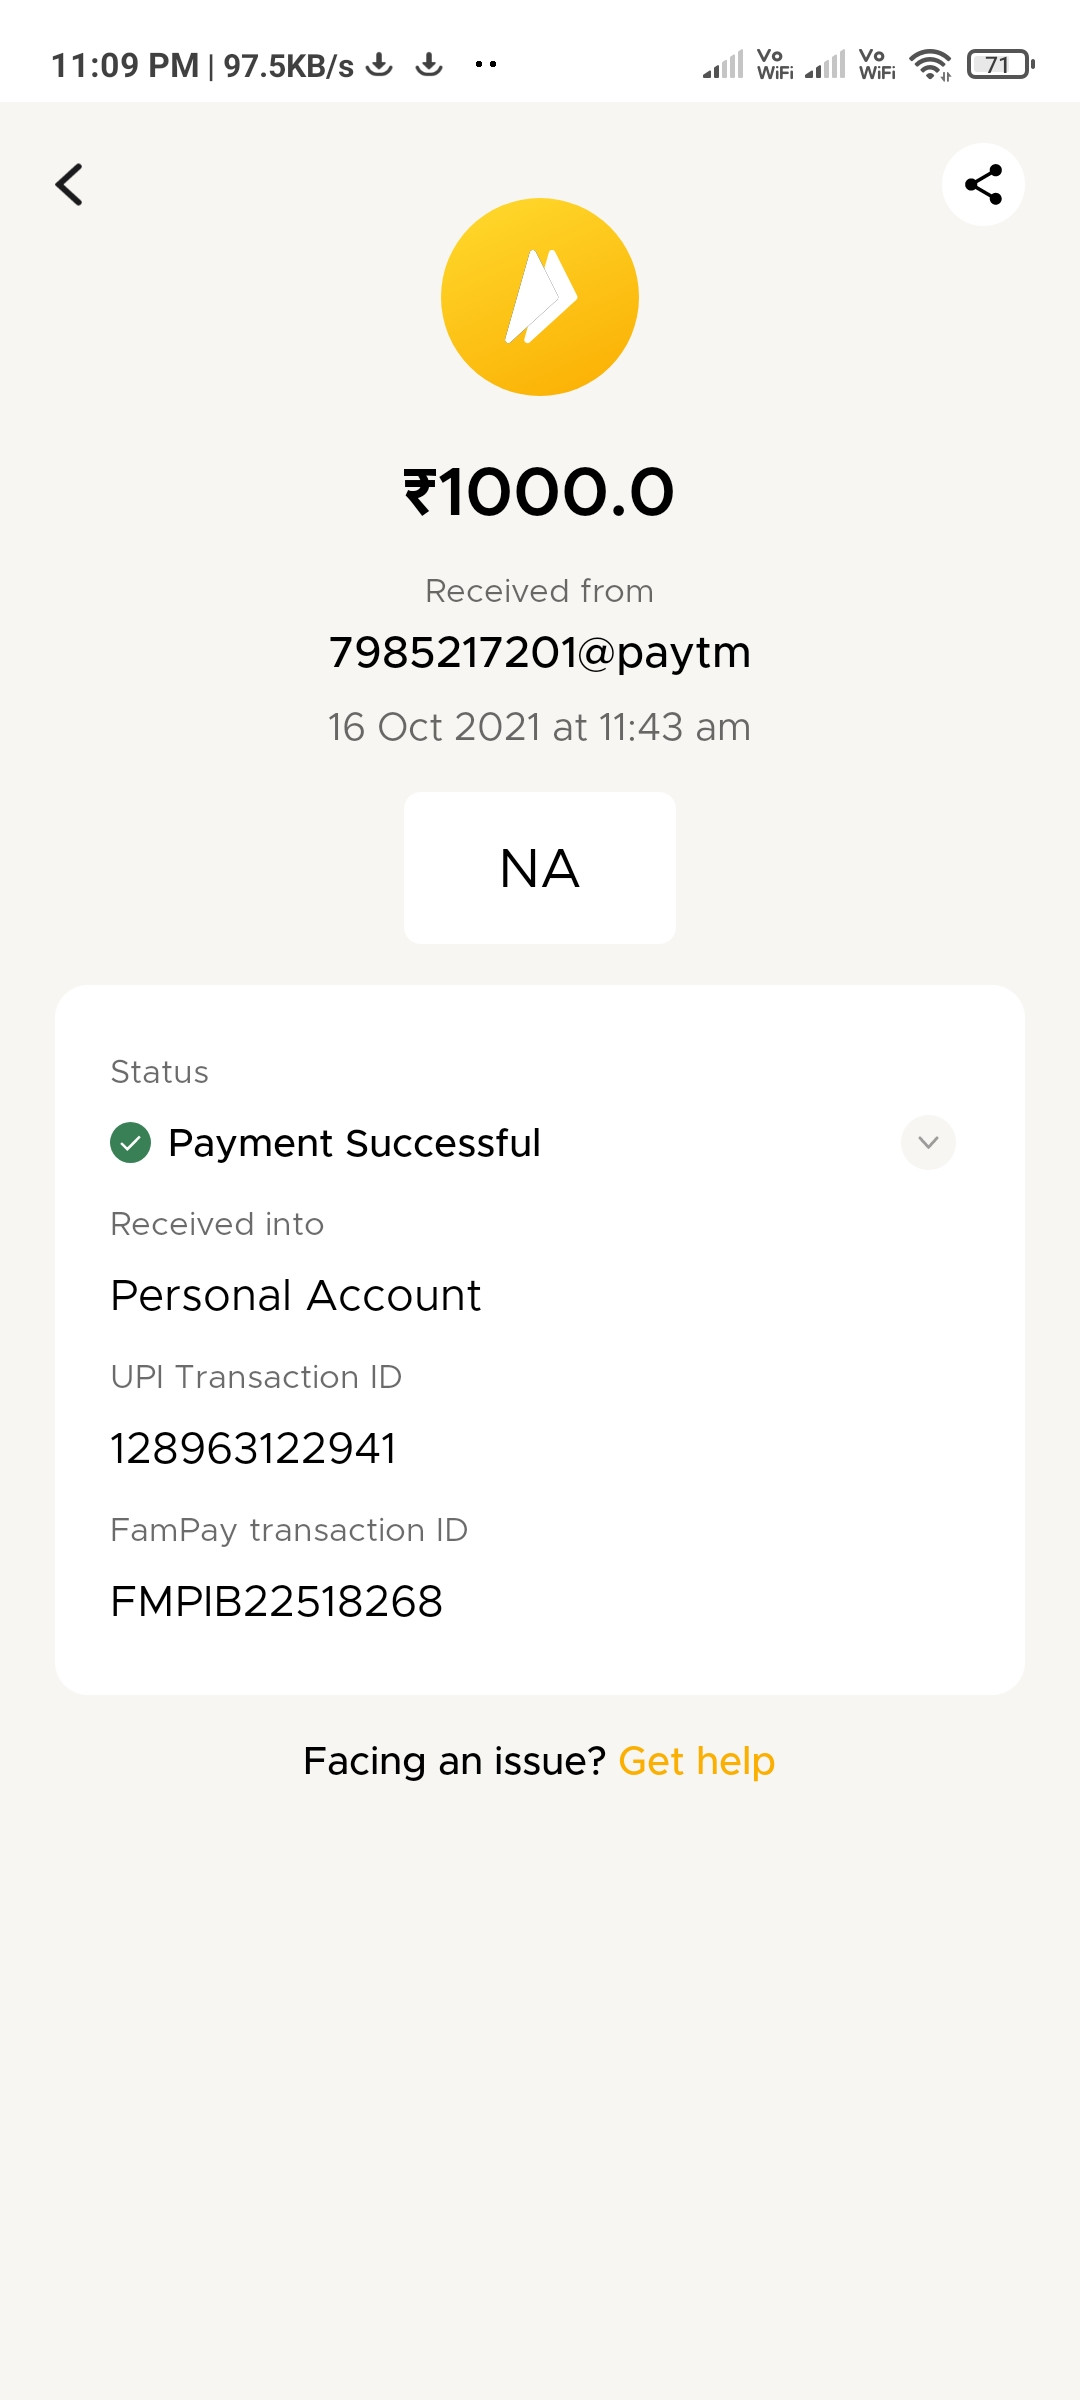 11:09 PM | 97.5KB/s
Vo WiFi Vo WiFi 71
₹1000.0
Received from
7985217201@paytm
16 Oct 2021 at 11:43 am
NA
Status
Payment Successful
Received into
Personal Account
UPI Transaction ID
128963122941
FamPay transaction ID
FMPIB22518268
Facing an issue? Get help